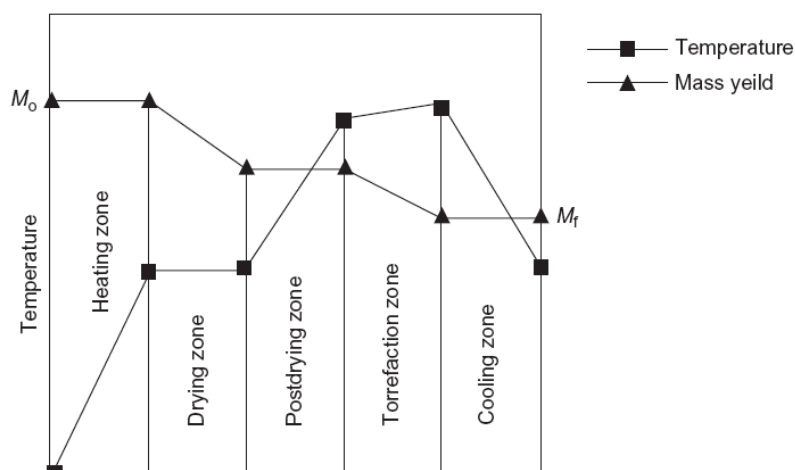 Temperature
Mass yeild
Mo
Mf
Temperature
Heating zone
Drying zone
Postdrying zone
Torrefaction zone
Cooling zone